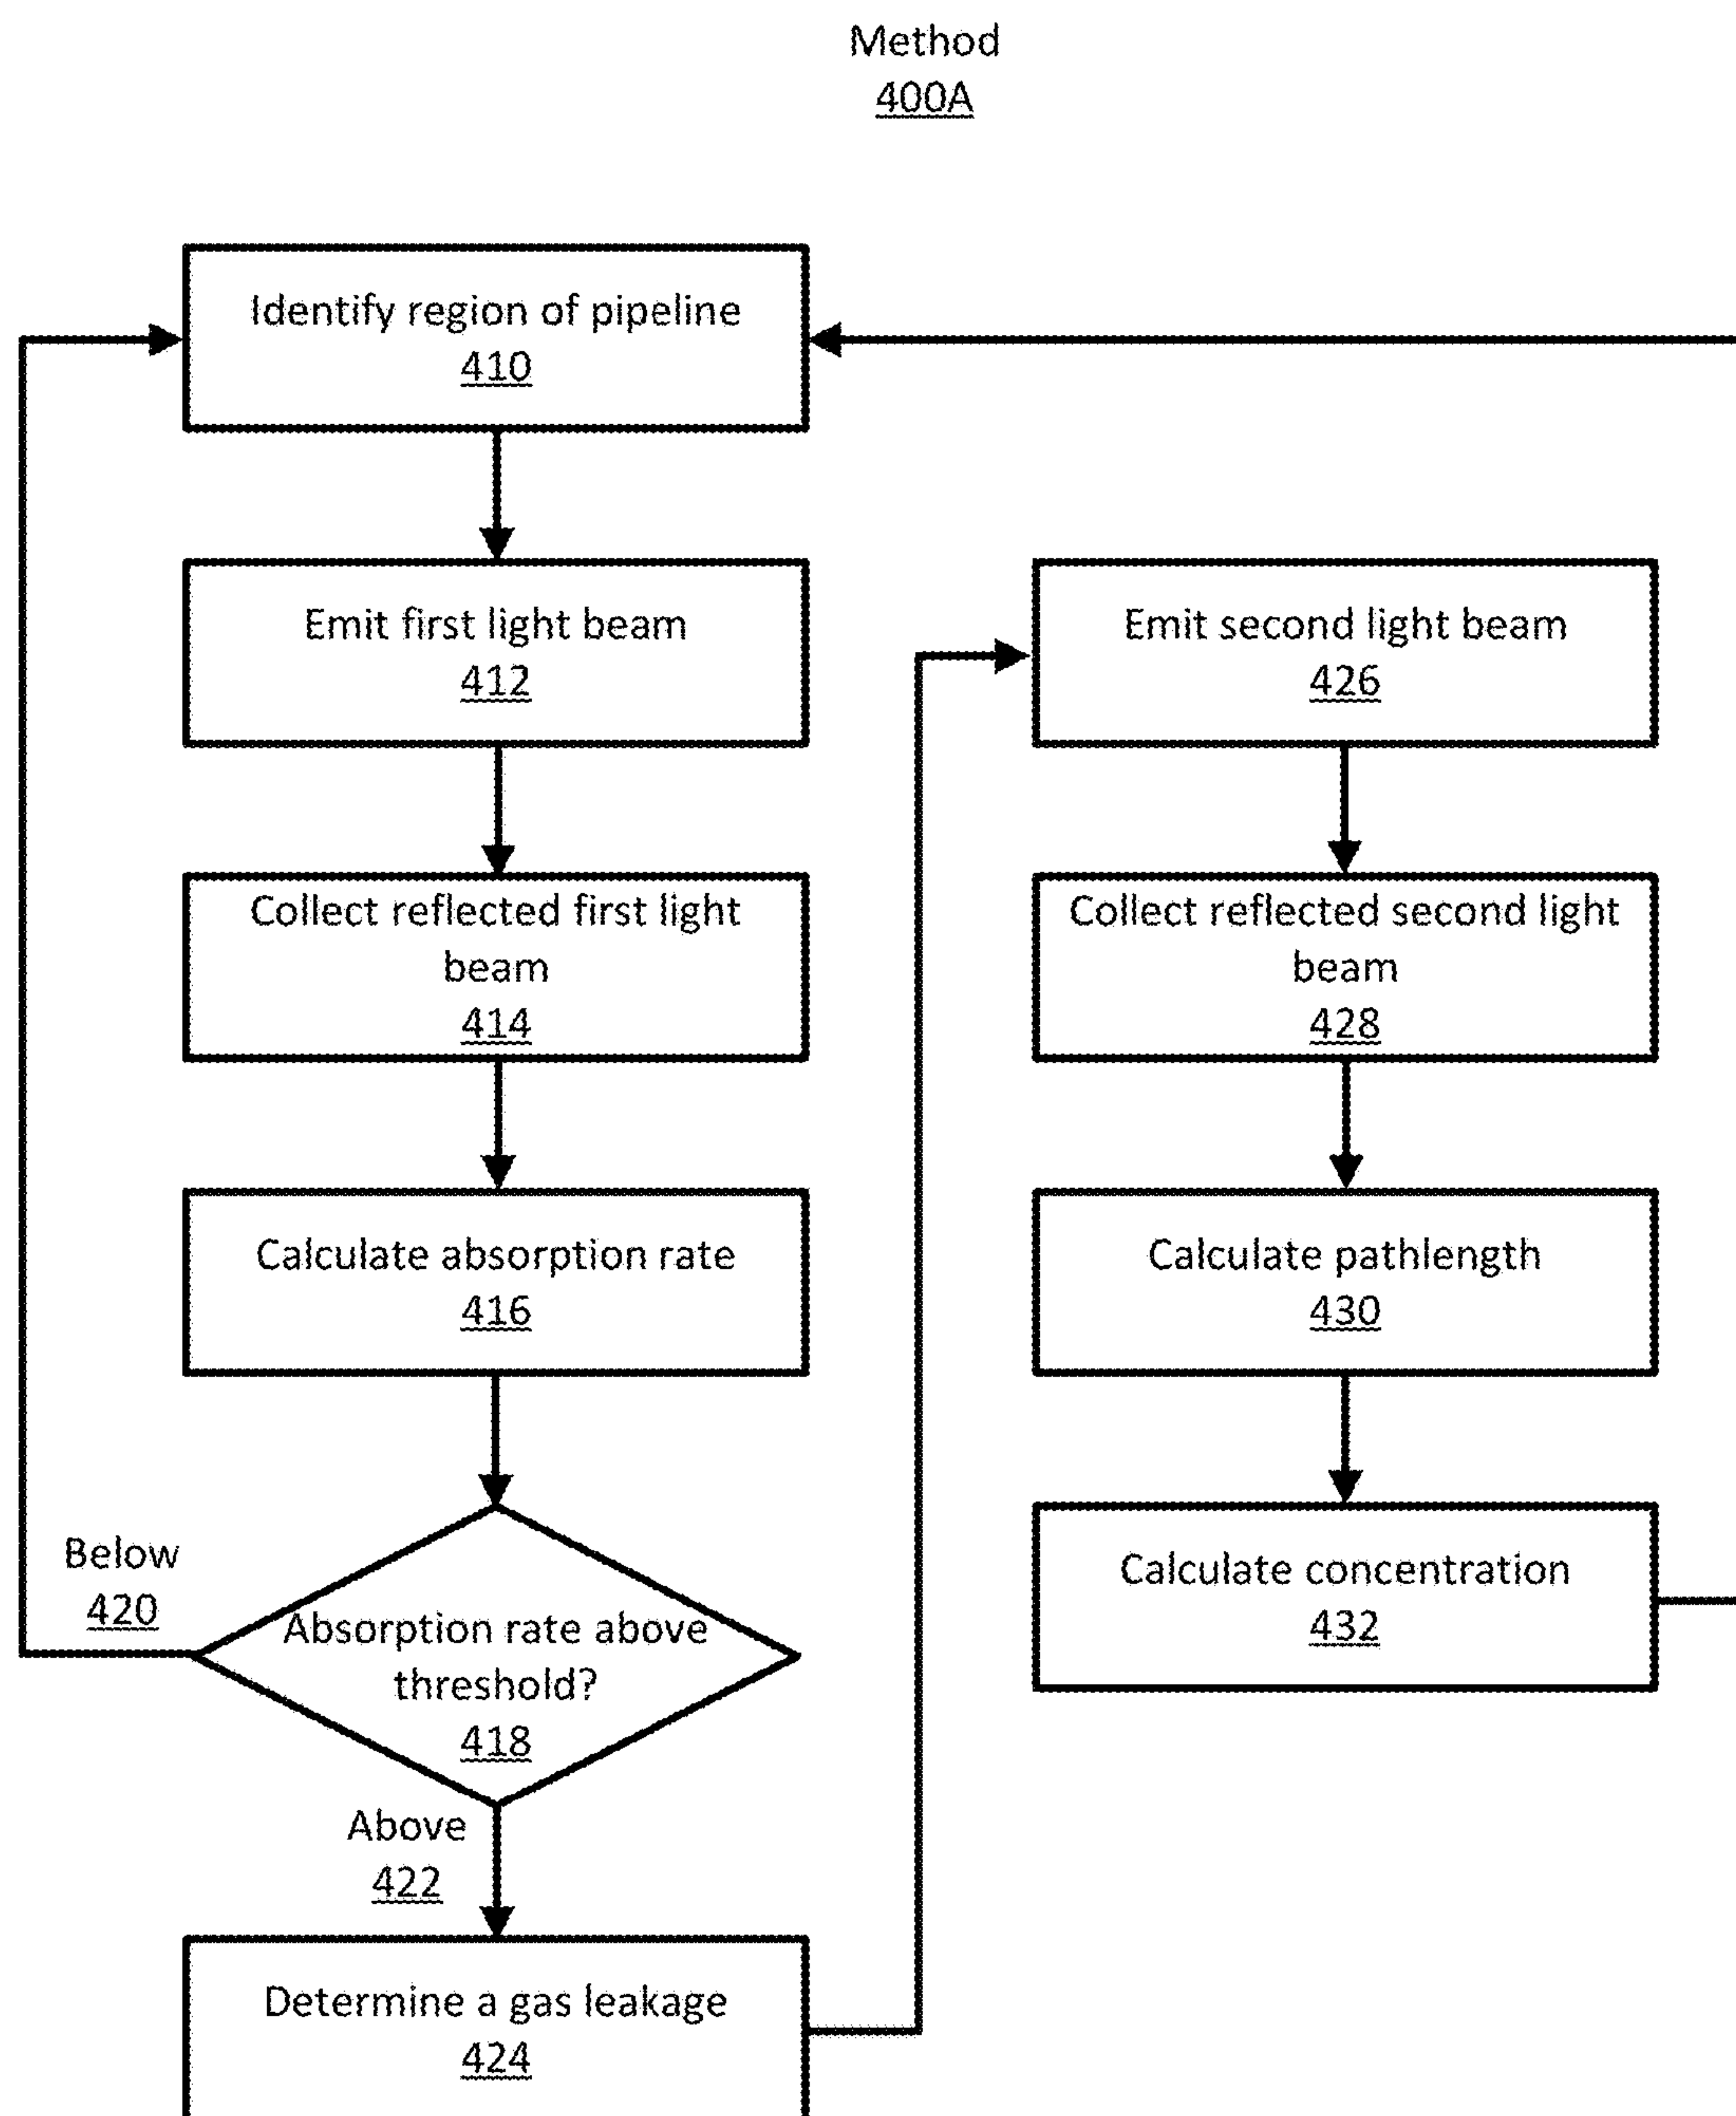 Method
400A
Identify region of pipeline
410
Emit first light beam
412
Collect reflected first light
beam
414
Calculate absorption rate
416
Below
420
Absorption rate above
threshold?
418
Above
422
Determine a gas leakage
424
Emit second light beam
426
Collect reflected second light
beam
428
Calculate pathlength
430
Calculate concentration
432